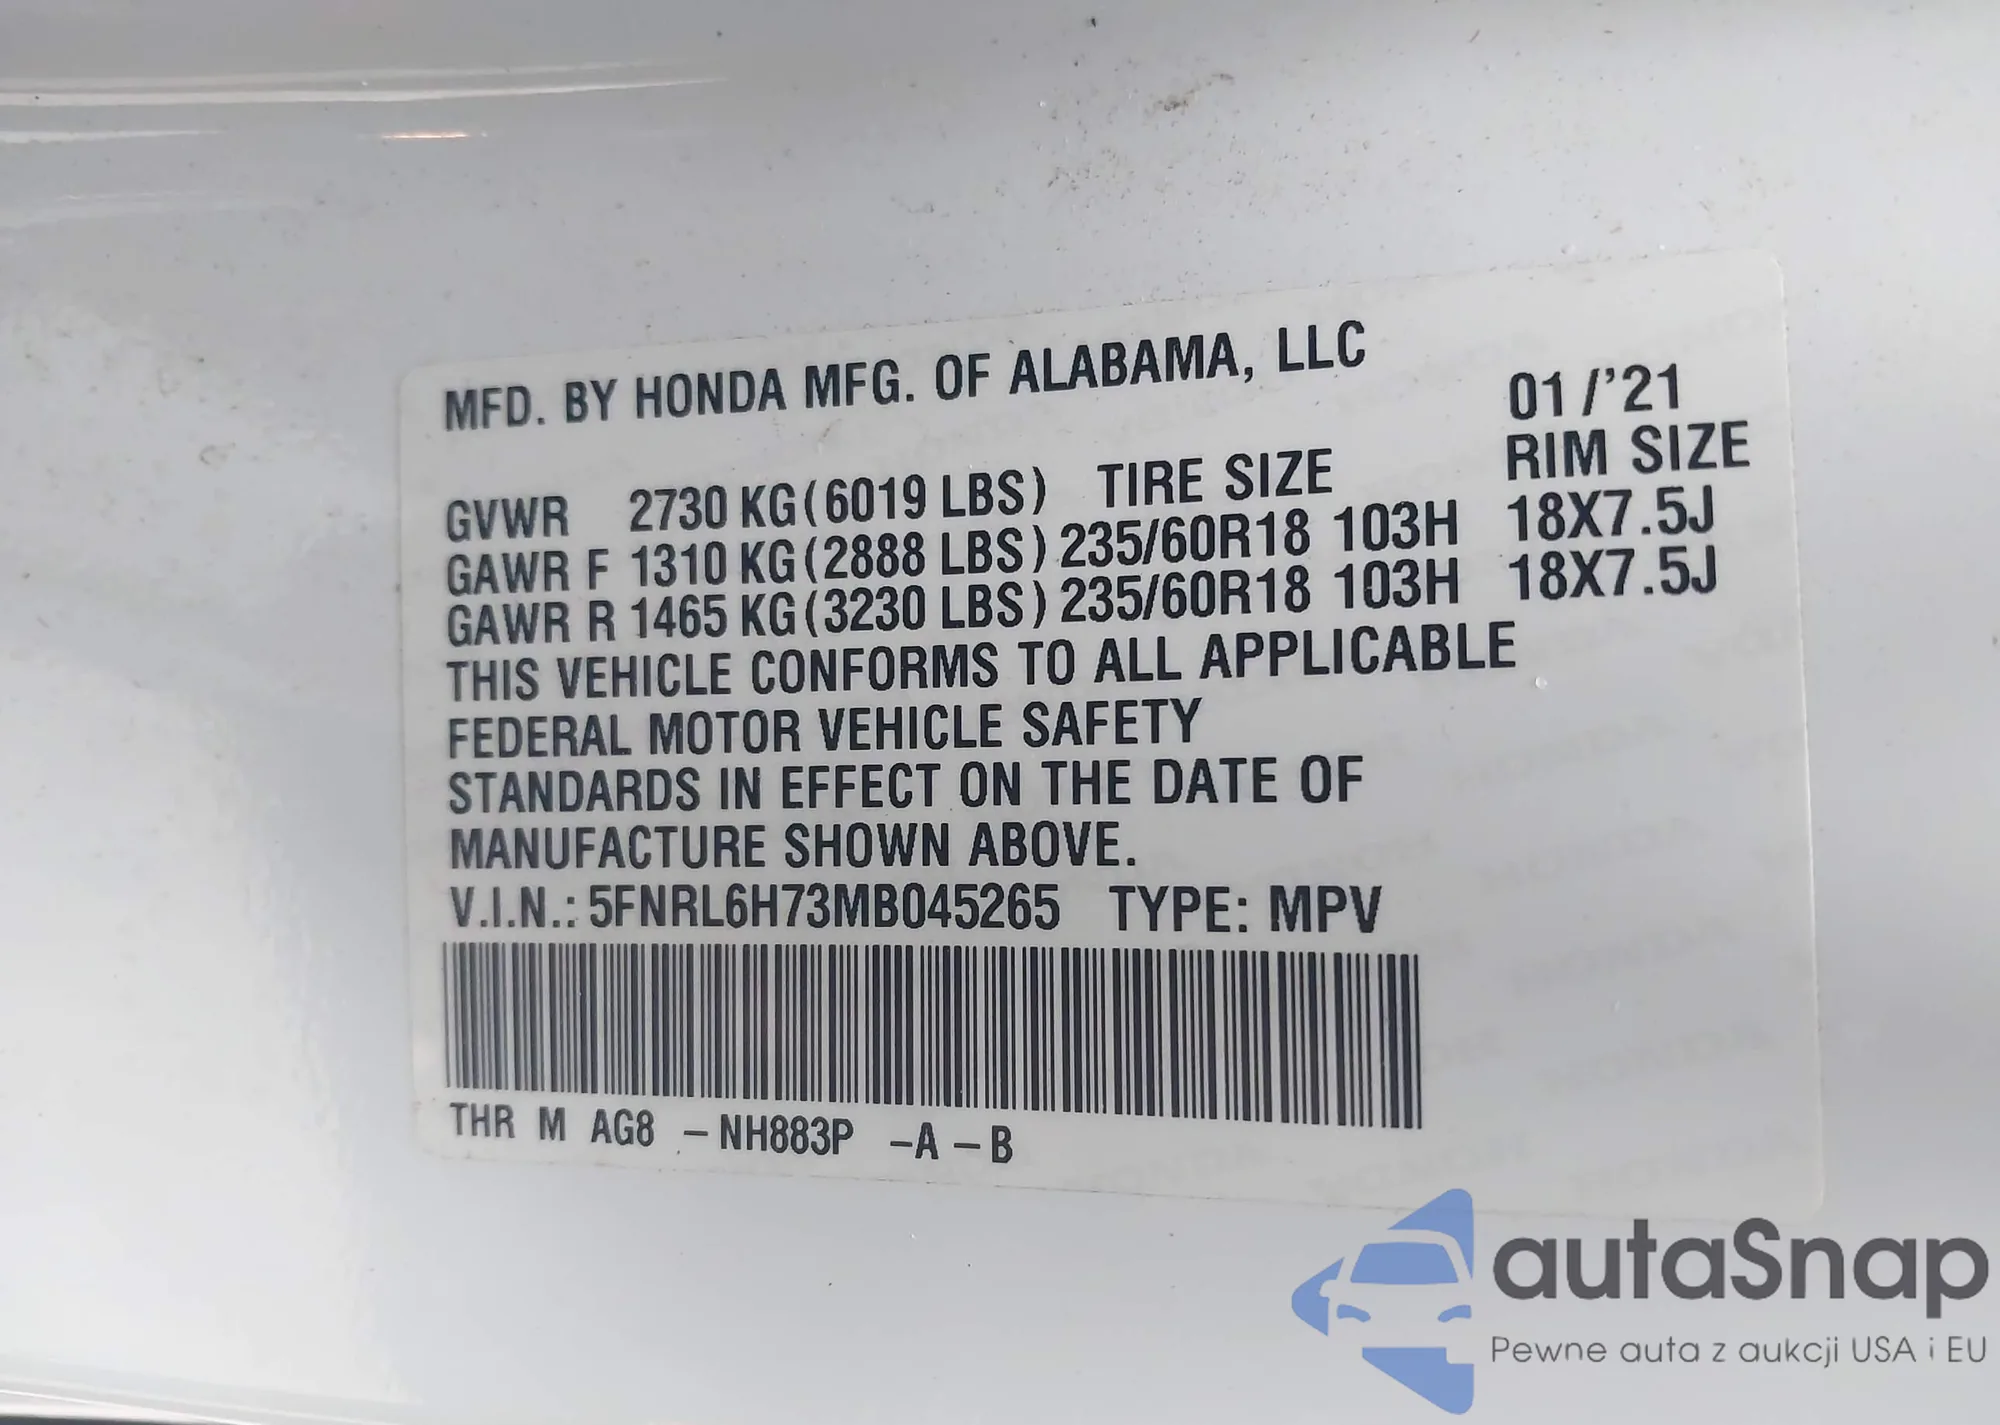 MFD. BY HONDA MFG. OF ALABAMA, LLC 01/'21
GVWR 2730 KG (6019 LBS) TIRE SIZE RIM SIZE
GAWR F 1310 KG (2888 LBS) 235/60R18 103H 18X7.5J
GAWR R 1465 KG (3230 LBS) 235/60R18 103H 18X7.5J
THIS VEHICLE CONFORMS TO ALL APPLICABLE
FEDERAL MOTOR VEHICLE SAFETY
STANDARDS IN EFFECT ON THE DATE OF
MANUFACTURE SHOWN ABOVE.
V.I.N.: 5FNRL6H73MB045265 TYPE: MPV
THR M AG8 – NH883P –A – B
autaSnap
Pewne auta z aukcji USA i EU